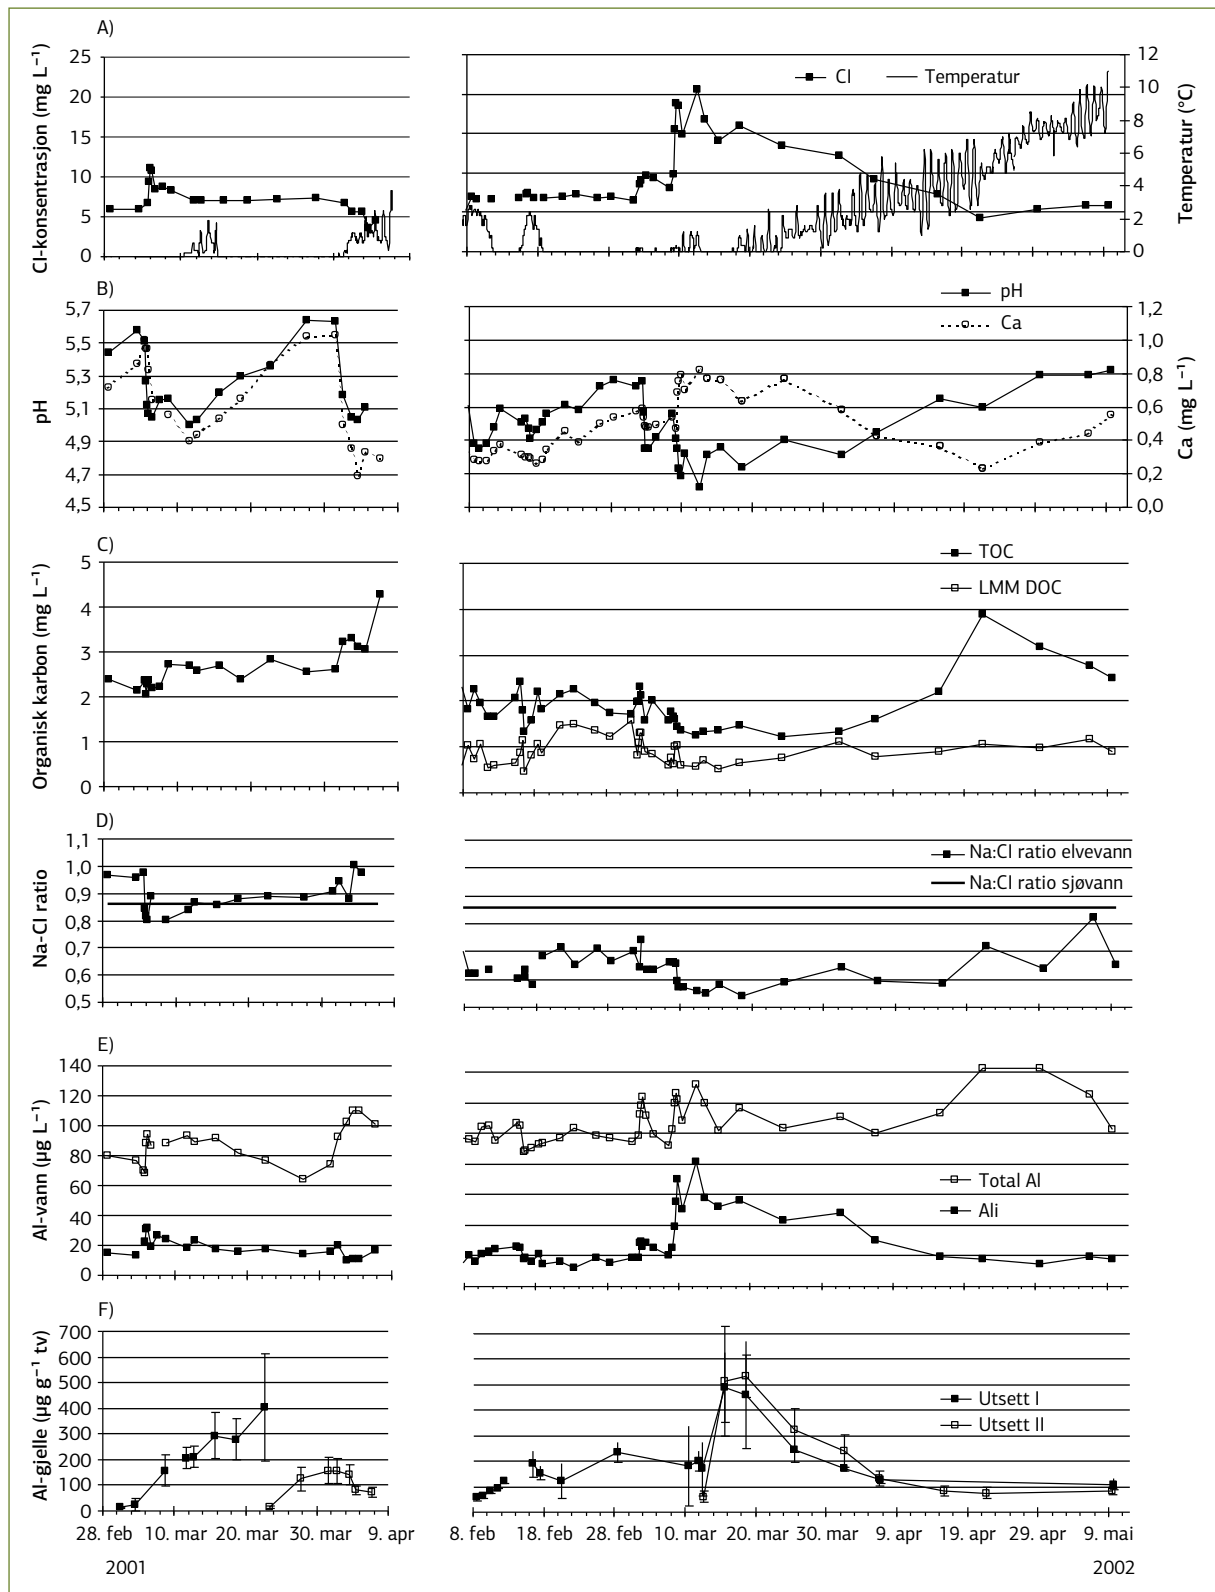 A)
Cl-konsentrasjon (mg L⁻¹)
25
20
15
10
5
0
Cl
Temperatur
12
10
8
6
4
2
0
Temperatur (°C)
B)
pH
5,7
5,5
5,3
5,1
4,9
4,7
4,5
pH
Ca
1,2
1,0
0,8
0,6
0,4
0,2
0,0
Ca (mg L⁻¹)
C)
Organisk karbon (mg L⁻¹)
5
4
3
2
1
0
TOC
LMM DOC
D)
Na-Cl ratio
1,1
1,0
0,9
0,8
0,7
0,6
0,5
Na:Cl ratio elvevann
Na:Cl ratio sjøvann
E)
Al-vann (µg L⁻¹)
140
120
100
80
60
40
20
0
Total Al
Ali
F)
Al-gjelle (µg g⁻¹ tv)
700
600
500
400
300
200
100
0
Utsett I
Utsett II
28. feb 10. mar 20. mar 30. mar 9. apr
8. feb 18. feb 28. feb 10. mar 20. mar 30. mar 9. apr 19. apr 29. apr 9. mai
2001
2002